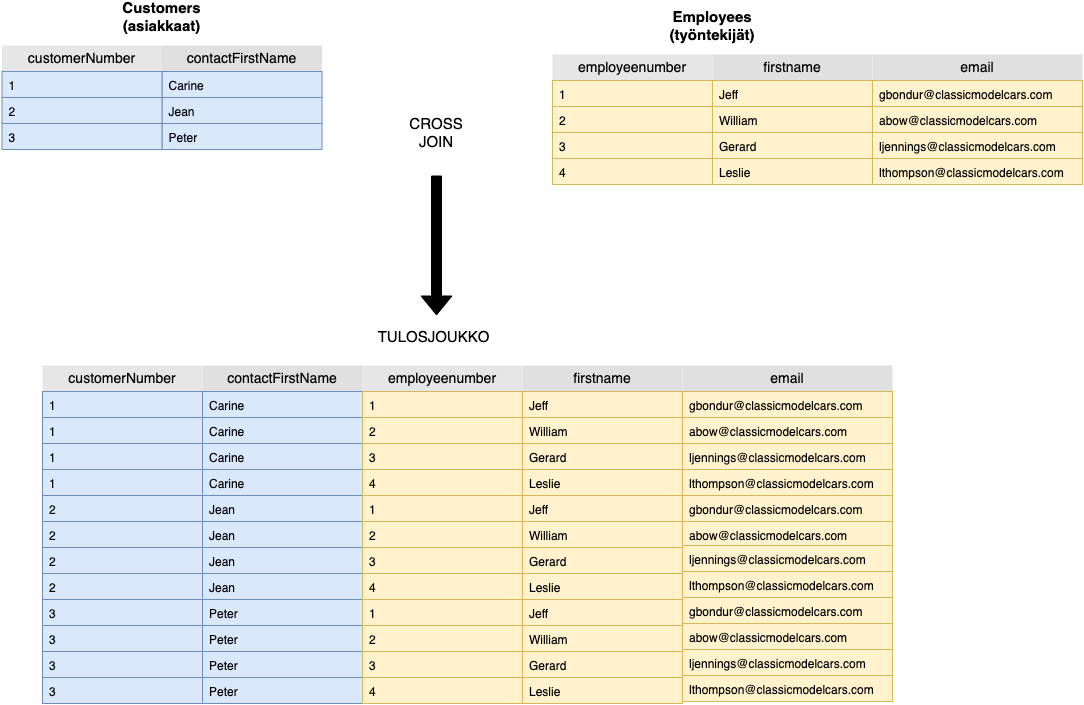 Customers
(asiakkaat)
customerNumber contactFirstName
1 Carine
2 Jean
3 Peter
Employees
(työntekijät)
employeenumber firstname email
1 Jeff gbondur@classicmodelcars.com
2 William abow@classicmodelcars.com
3 Gerard ljennings@classicmodelcars.com
4 Leslie lthompson@classicmodelcars.com
CROSS
JOIN
TULOSJOUKKO
customerNumber contactFirstName employeenumber firstname email
1 Carine 1 Jeff gbondur@classicmodelcars.com
1 Carine 2 William abow@classicmodelcars.com
1 Carine 3 Gerard ljennings@classicmodelcars.com
1 Carine 4 Leslie lthompson@classicmodelcars.com
2 Jean 1 Jeff gbondur@classicmodelcars.com
2 Jean 2 William abow@classicmodelcars.com
2 Jean 3 Gerard ljennings@classicmodelcars.com
2 Jean 4 Leslie lthompson@classicmodelcars.com
3 Peter 1 Jeff gbondur@classicmodelcars.com
3 Peter 2 William abow@classicmodelcars.com
3 Peter 3 Gerard ljennings@classicmodelcars.com
3 Peter 4 Leslie lthompson@classicmodelcars.com